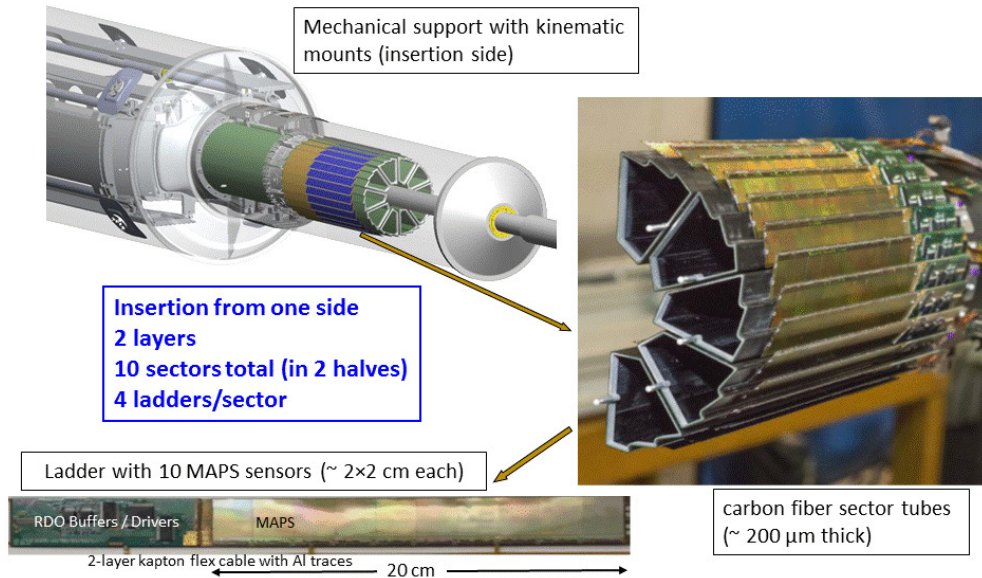 Mechanical support with kinematic
mounts (insertion side)
Insertion from one side
2 layers
10 sectors total (in 2 halves)
4 ladders/sector
Ladder with 10 MAPS sensors (~ 2×2 cm each)
RDO Buffers / Drivers
MAPS
2-layer kapton flex cable with Al traces
20 cm
carbon fiber sector tubes
(~ 200 µm thick)